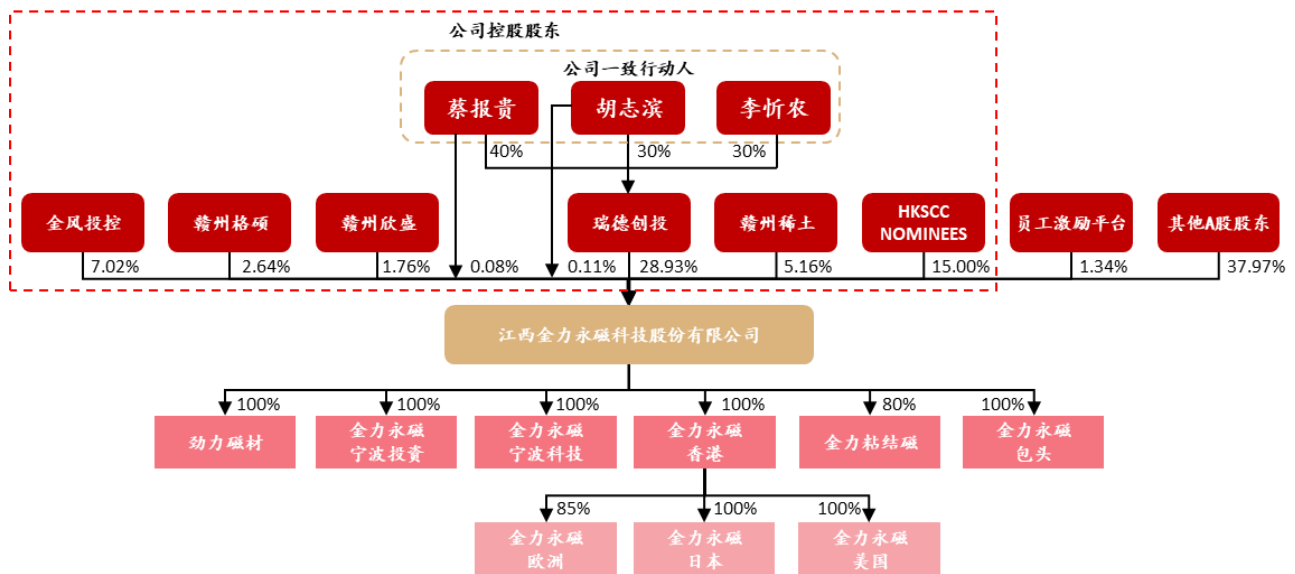 公司控股股东
公司一致行动人
蔡报贵
胡志滨
李忻农
40%
30%
30%
金风投控
赣州格硕
赣州欣盛
瑞德创投
赣州稀土
HKSCC
NOMINEES
员工激励平台
其他A股股东
7.02%
2.64%
1.76%
0.08%
0.11%
28.93%
5.16%
15.00%
1.34%
37.97%
江西金力永磁科技股份有限公司
100%
100%
100%
100%
80%
100%
劲力磁材
金力永磁
宁波投资
金力永磁
宁波科技
金力永磁
香港
金力粘结磁
金力永磁
包头
85%
100%
100%
金力永磁
欧洲
金力永磁
日本
金力永磁
美国